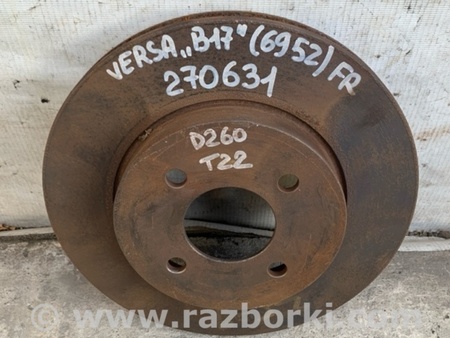 VERSA „B17" (6952) FR
270631
D260
T22
www.razborki.com